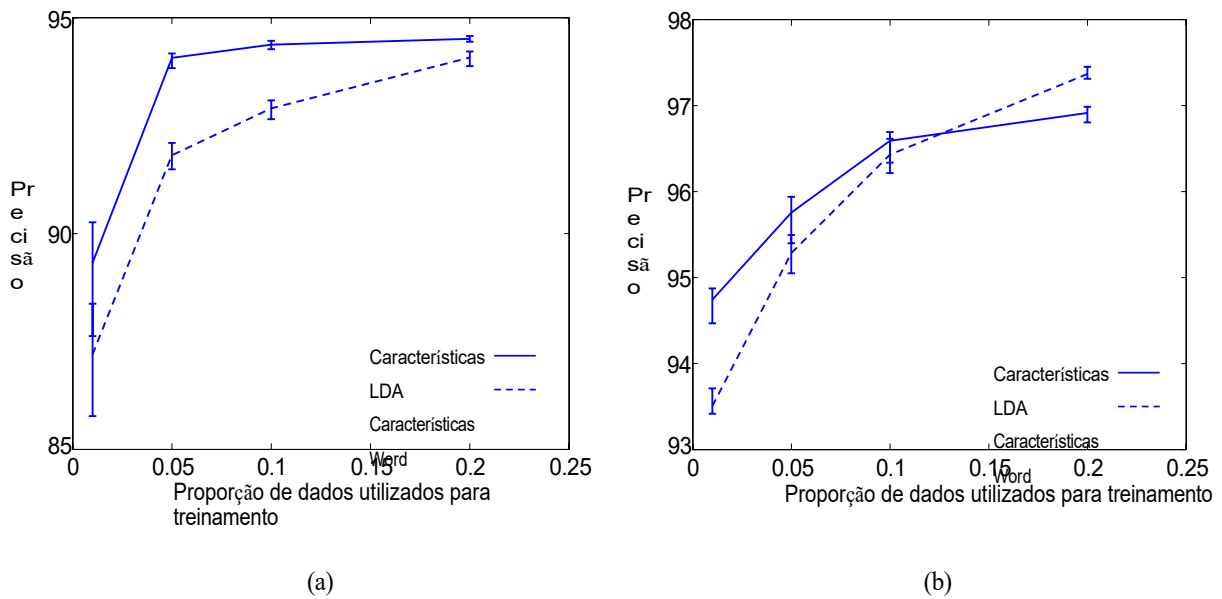 95
90
85
Pr
e
ci
sã
o
Características
LDA
Características
Word
0 0.05 0.1 0.15 0.2 0.25
Proporção de dados utilizados para
treinamento
(a)
98
97
96
95
94
93
Pr
e
ci
sã
o
Características
LDA
Características
Word
0 0.05 0.1 0.15 0.2 0.25
Proporção de dados utilizados para treinamento
(b)